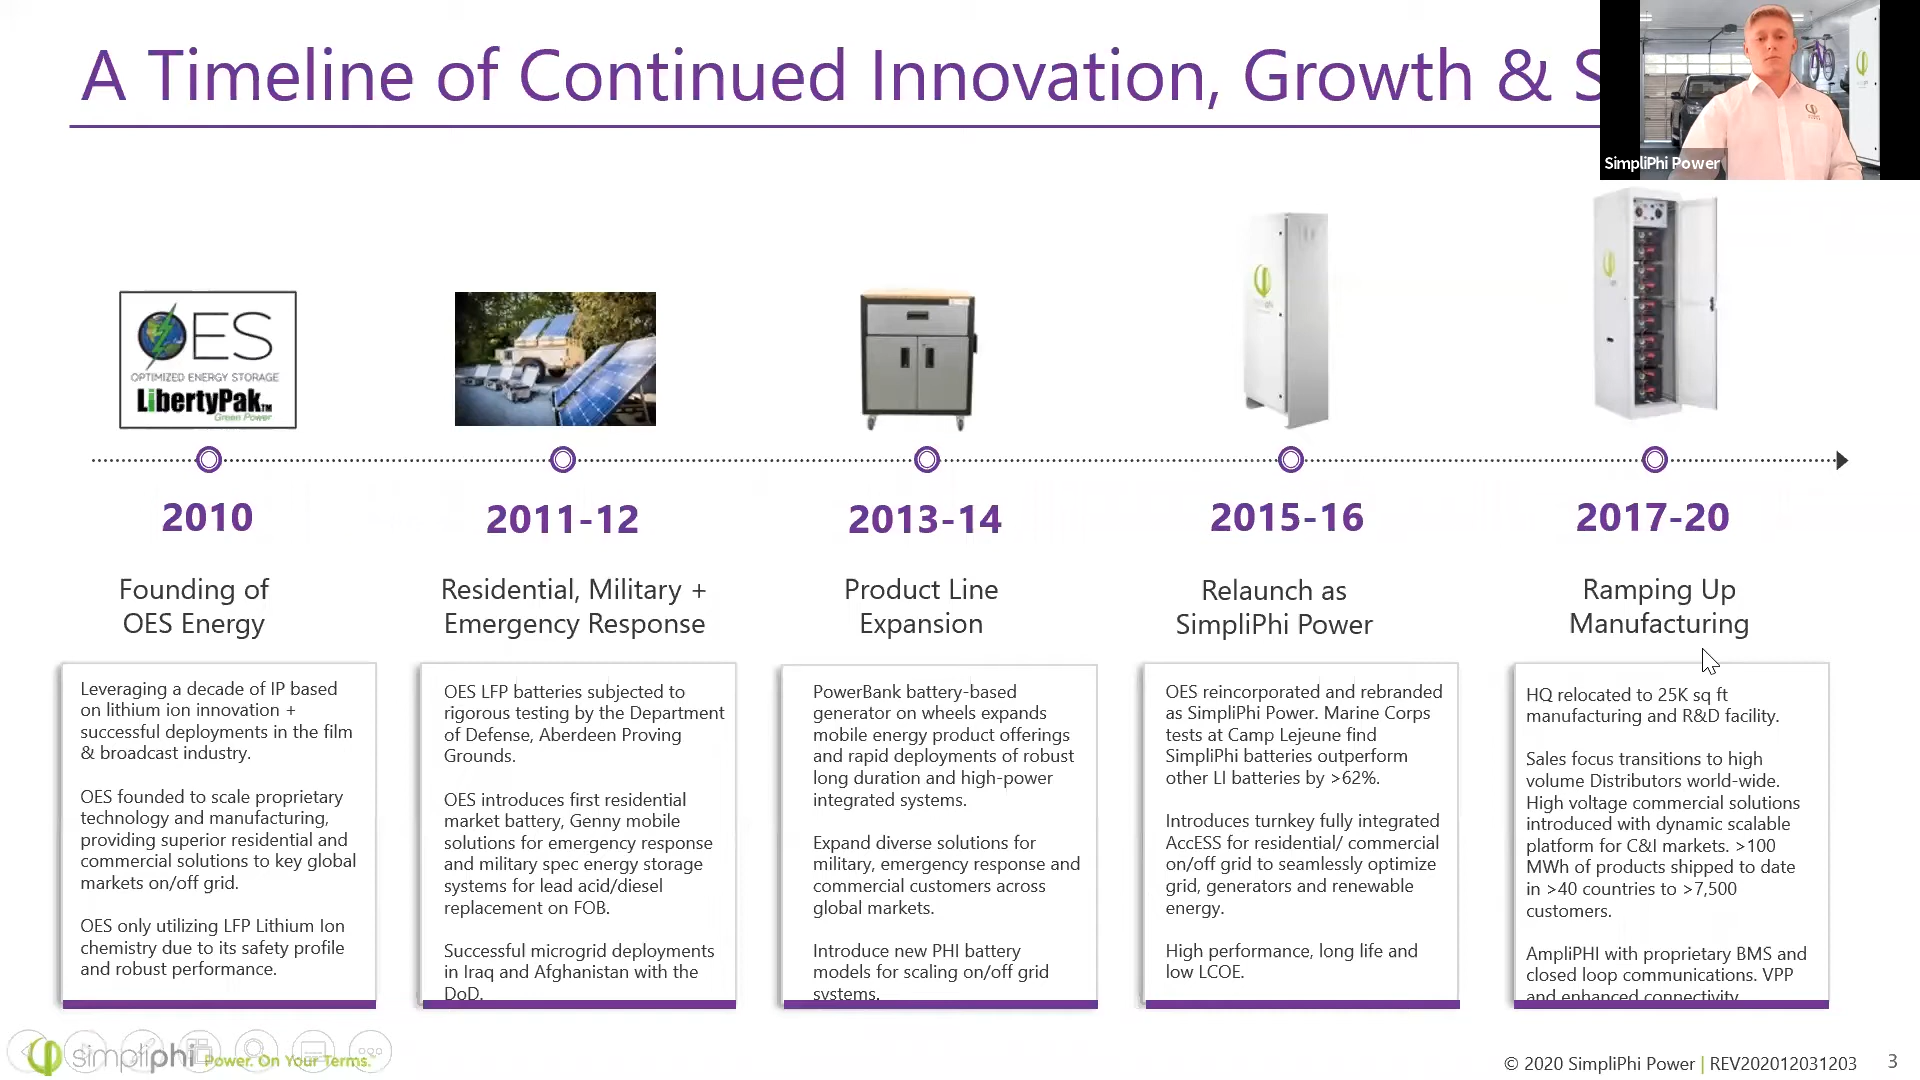 A Timeline of Continued Innovation, Growth & S
SimpliPhi Power
OES
OPTIMIZED ENERGY STORAGE
LibertyPak™
Green Power
2010
2011-12
2013-14
2015-16
2017-20
Founding of
OES Energy
Residential, Military +
Emergency Response
Product Line
Expansion
Relaunch as
SimpliPhi Power
Ramping Up
Manufacturing
Leveraging a decade of IP based
on lithium ion innovation +
successful deployments in the film
& broadcast industry.
OES founded to scale proprietary
technology and manufacturing,
providing superior residential and
commercial solutions to key global
markets on/off grid.
OES only utilizing LFP Lithium Ion
chemistry due to its safety profile
and robust performance.
OES LFP batteries subjected to
rigorous testing by the Department
of Defense, Aberdeen Proving
Grounds.
OES introduces first residential
market battery, Genny mobile
solutions for emergency response
and military spec energy storage
systems for lead acid/diesel
replacement on FOB.
Successful microgrid deployments
in Iraq and Afghanistan with the
DoD.
PowerBank battery-based
generator on wheels expands
mobile energy product offerings
and rapid deployments of robust
long duration and high-power
integrated systems.
Expand diverse solutions for
military, emergency response and
commercial customers across
global markets.
Introduce new PHI battery
models for scaling on/off grid
systems.
OES reincorporated and rebranded
as SimpliPhi Power. Marine Corps
tests at Camp Lejeune find
SimpliPhi batteries outperform
other LI batteries by >62%.
Introduces turnkey fully integrated
AccESS for residential/ commercial
on/off grid to seamlessly optimize
grid, generators and renewable
energy.
High performance, long life and
low LCOE.
HQ relocated to 25K sq ft
manufacturing and R&D facility.
Sales focus transitions to high
volume Distributors world-wide.
High voltage commercial solutions
introduced with dynamic scalable
platform for C&I markets. >100
MWh of products shipped to date
in >40 countries to >7,500
customers.
AmpliPHI with proprietary BMS and
closed loop communications. VPP
and enhanced connectivity
simpliphi Power. On Your Terms.
© 2020 SimpliPhi Power | REV202012031203
3